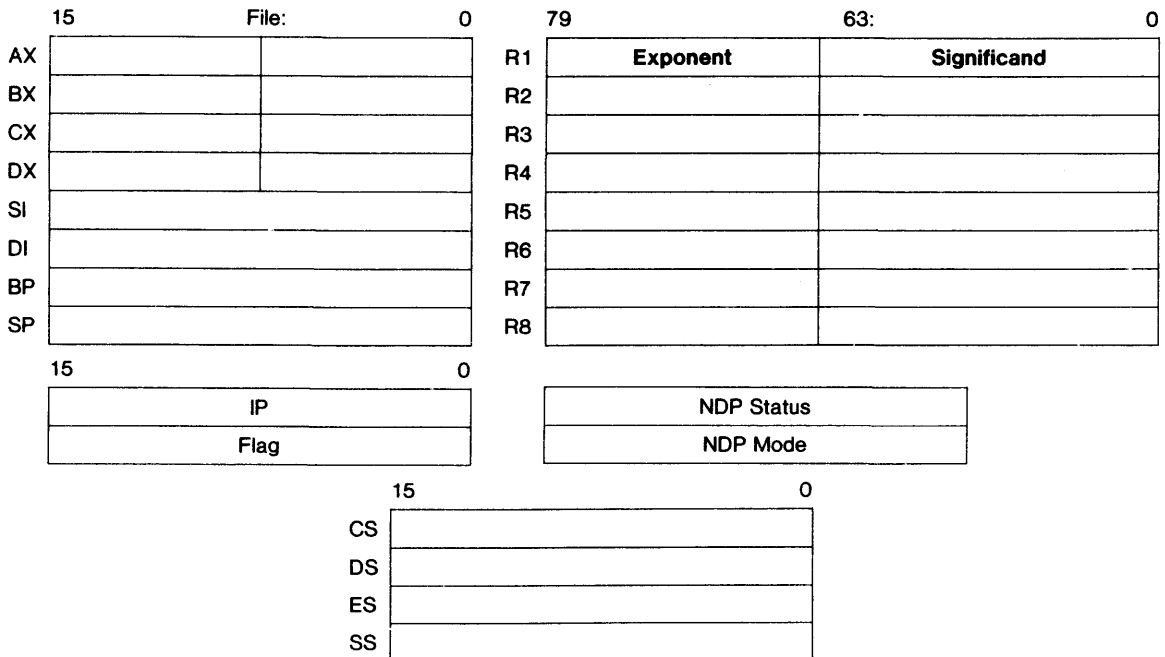 15 File: 0 79 63: 0
AX R1 Exponent Significand
BX R2
CX R3
DX R4
SI R5
DI R6
BP R7
SP R8
15 0
IP NDP Status
Flag NDP Mode
15 0
CS
DS
ES
SS